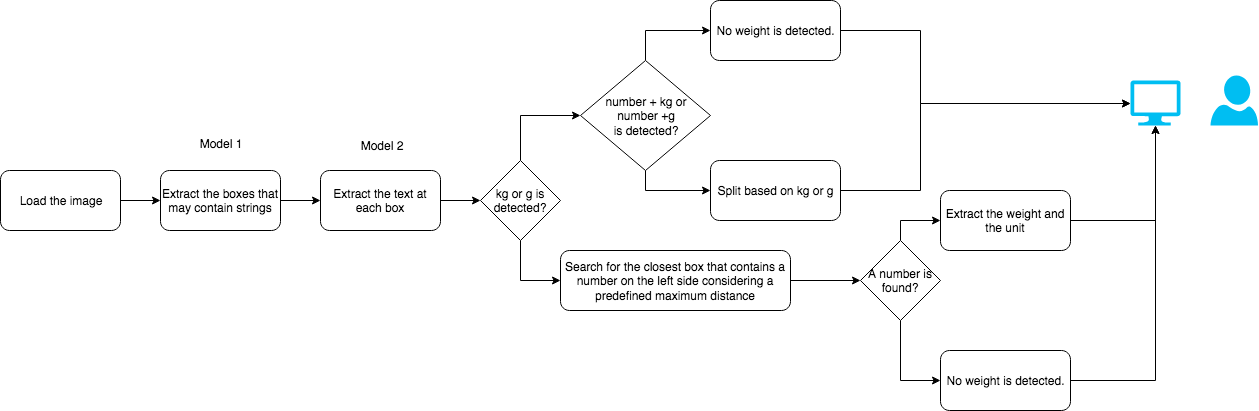 Load the image
Model 1
Extract the boxes that
may contain strings
Model 2
Extract the text at
each box
kg or g is
detected?
number + kg or
number +g
is detected?
No weight is detected.
Split based on kg or g
Search for the closest box that contains a
number on the left side considering a
predefined maximum distance
A number is
found?
Extract the weight and
the unit
No weight is detected.